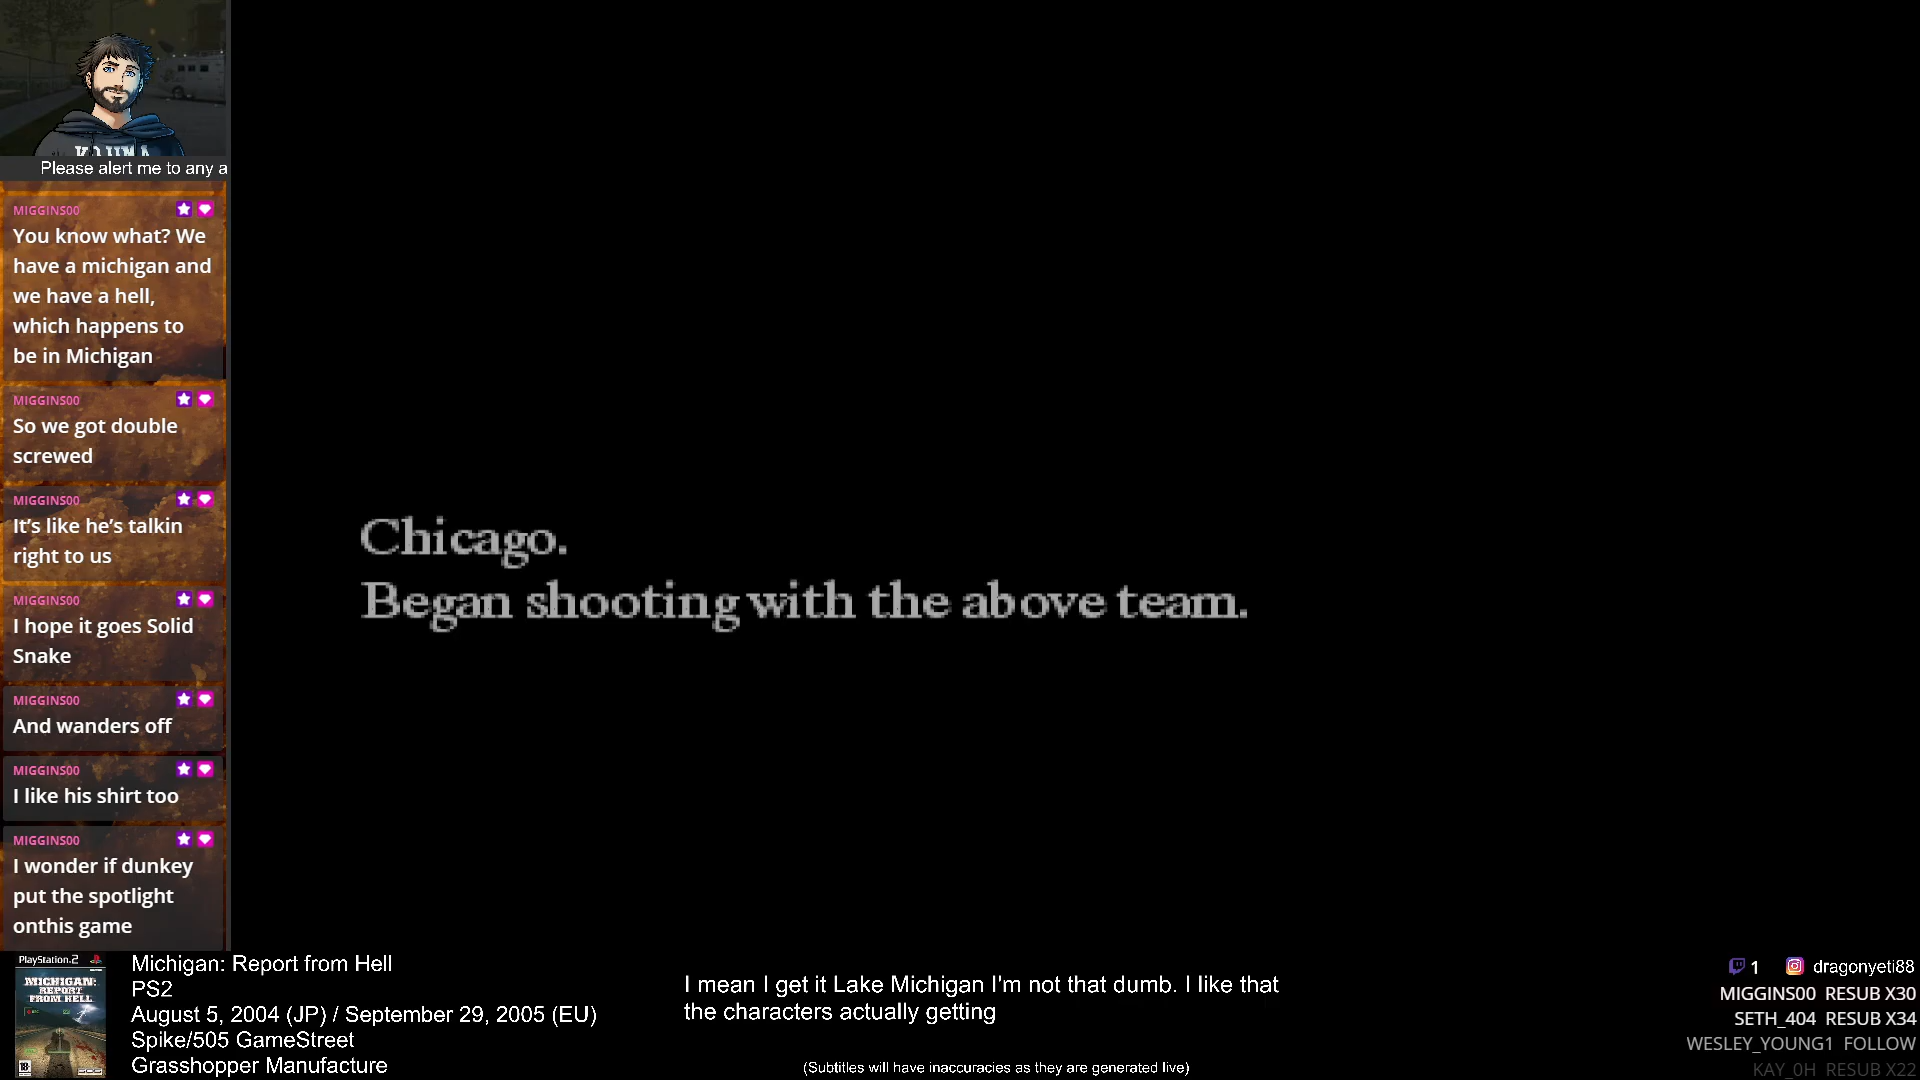 Please alert me to any a
MIGGINS00
You know what? We
have a michigan and
we have a hell,
which happens to
be in Michigan
MIGGINS00
So we got double
screwed
MIGGINS00
It's like he's talkin
right to us
MIGGINS00
I hope it goes Solid
Snake
MIGGINS00
And wanders off
MIGGINS00
I like his shirt too
MIGGINS00
I wonder if dunkey
put the spotlight
onthis game
Chicago.
Began shooting with the above team.
PlayStation.2
MICHIGAN:
REPORT
FROM HELL
18
Michigan: Report from Hell
PS2
August 5, 2004 (JP) / September 29, 2005 (EU)
Spike/505 GameStreet
Grasshopper Manufacture
I mean I get it Lake Michigan I'm not that dumb. I like that
the characters actually getting
(Subtitles will have inaccuracies as they are generated live)
1 dragonyeti88
MIGGINS00 RESUB X30
SETH_404 RESUB X34
WESLEY_YOUNG1 FOLLOW
KAY_0H RESUB X22